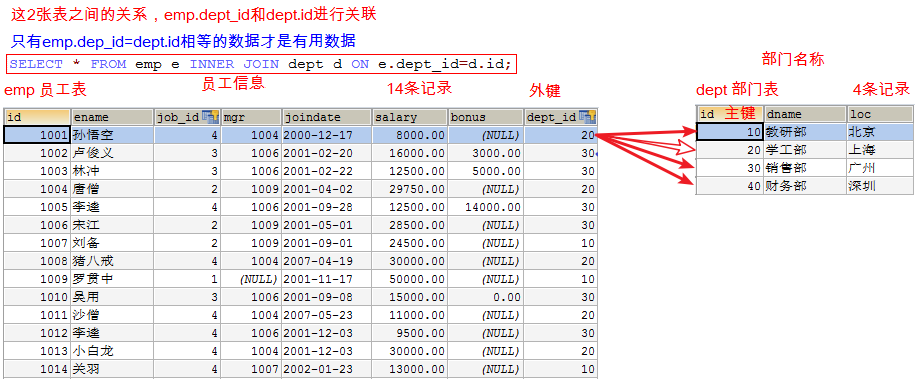 这2张表之间的关系，emp.dept_id和dept.id进行关联
只有emp.dep_id=dept.id相等的数据才是有用数据
SELECT * FROM emp e INNER JOIN dept d ON e.dept_id=d.id;
部门名称
emp 员工表 员工信息 14条记录 外键
dept 部门表 4条记录
id ename job_id mgr joindate salary bonus dept_id
1001 孙悟空 4 1004 2000-12-17 8000.00 (NULL) 20
1002 卢俊义 3 1006 2001-02-20 16000.00 3000.00 30
1003 林冲 3 1006 2001-02-22 12500.00 5000.00 30
1004 唐僧 2 1009 2001-04-02 29750.00 (NULL) 20
1005 李逵 4 1006 2001-09-28 12500.00 14000.00 30
1006 宋江 2 1009 2001-05-01 28500.00 (NULL) 30
1007 刘备 2 1009 2001-09-01 24500.00 (NULL) 10
1008 猪八戒 4 1004 2007-04-19 30000.00 (NULL) 20
1009 罗贯中 1 (NULL) 2001-11-17 50000.00 (NULL) 10
1010 吴用 3 1006 2001-09-08 15000.00 0.00 30
1011 沙僧 4 1004 2007-05-23 11000.00 (NULL) 20
1012 李逵 4 1006 2001-12-03 9500.00 (NULL) 30
1013 小白龙 4 1004 2001-12-03 30000.00 (NULL) 20
1014 关羽 4 1007 2002-01-23 13000.00 (NULL) 10
id 主键 dname loc
10 教研部 北京
20 学工部 上海
30 销售部 广州
40 财务部 深圳